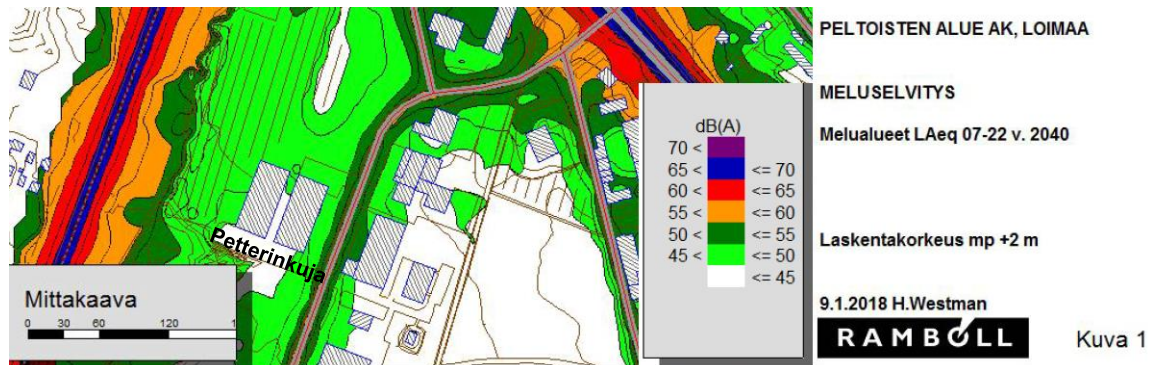 PELTOISTEN ALUE AK, LOIMAA
MELUSELVITYS
Melualueet LAeq 07-22 v. 2040
Laskentakorkeus mp +2 m
9.1.2018 H.Westman
RAMBOLL
Kuva 1
dB(A)
70 <
65 < <= 70
60 < <= 65
55 < <= 60
50 < <= 55
45 < <= 50
<= 45
Petterinkuja
Mittakaava
0 30 60 120